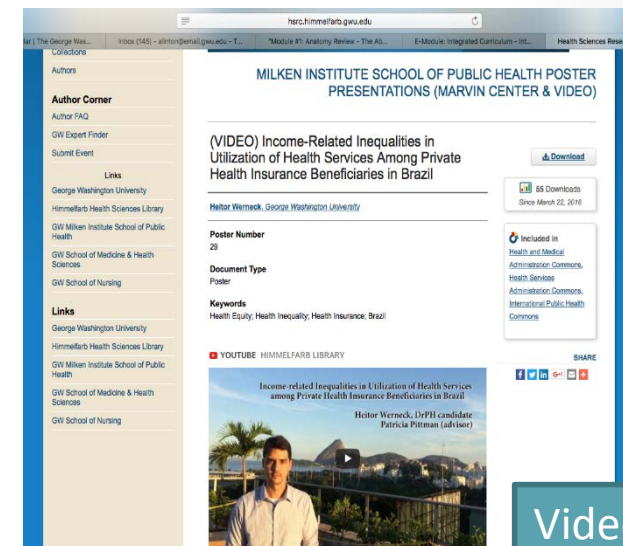 hsrc.himmelfarb.gwu.edu
dar | The George Was...
Inbox (145) - alinton@email.gwu.edu - T...
"Module #1: Anatomy Review - The Ab...
E-Module: Integrated Curriculum - Int...
Health Sciences Rese
Collections
Authors
Author Corner
Author FAQ
GW Expert Finder
Submit Event
Links
George Washington University
Himmelfarb Health Sciences Library
GW Milken Institute School of Public
Health
GW School of Medicine & Health
Sciences
GW School of Nursing
Links
George Washington University
Himmelfarb Health Sciences Library
GW Milken Institute School of Public
Health
GW School of Medicine & Health
Sciences
GW School of Nursing
MILKEN INSTITUTE SCHOOL OF PUBLIC HEALTH POSTER
PRESENTATIONS (MARVIN CENTER & VIDEO)
(VIDEO) Income-Related Inequalities in
Utilization of Health Services Among Private
Health Insurance Beneficiaries in Brazil
Heitor Werneck, George Washington University
Poster Number
29
Document Type
Poster
Keywords
Health Equity; Health Inequality; Health Insurance; Brazil
YOUTUBE HIMMELFARB LIBRARY
Income-related Inequalities in Utilization of Health Services
among Private Health Insurance Beneficiaries in Brazil
Heitor Werneck, DrPH candidate
Patricia Pittman (advisor)
Download
55 Downloads
Since March 22, 2016
Included in
Health and Medical
Administration Commons,
Health Services
Administration Commons,
International Public Health
Commons
SHARE
Vide